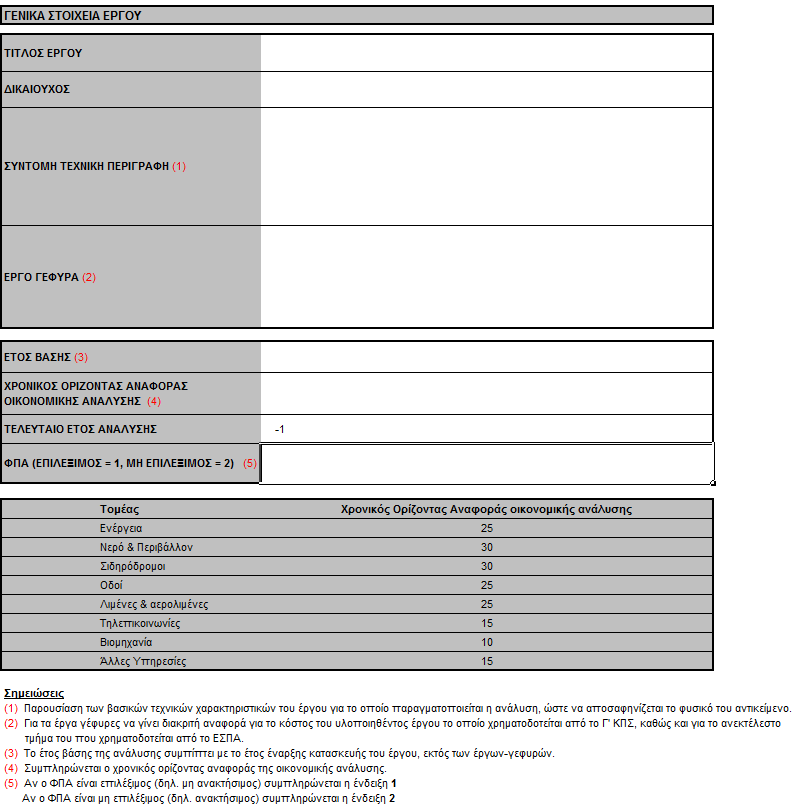 ΓΕΝΙΚΑ ΣΤΟΙΧΕΙΑ ΕΡΓΟΥ
ΤΙΤΛΟΣ ΕΡΓΟΥ
ΔΙΚΑΙΟΥΧΟΣ
ΣΥΝΤΟΜΗ ΤΕΧΝΙΚΗ ΠΕΡΙΓΡΑΦΗ (1)
ΕΡΓΟ ΓΕΦΥΡΑ (2)
ΕΤΟΣ ΒΑΣΗΣ (3)
ΧΡΟΝΙΚΟΣ ΟΡΙΖΟΝΤΑΣ ΑΝΑΦΟΡΑΣ
ΟΙΚΟΝΟΜΙΚΗΣ ΑΝΑΛΥΣΗΣ (4)
ΤΕΛΕΥΤΑΙΟ ΕΤΟΣ ΑΝΑΛΥΣΗΣ -1
ΦΠΑ (ΕΠΙΛΕΞΙΜΟΣ = 1, ΜΗ ΕΠΙΛΕΞΙΜΟΣ = 2) (5)
Τομέας Χρονικός Ορίζοντας Αναφοράς οικονομικής ανάλυσης
Ενέργεια 25
Νερό & Περιβάλλον 30
Σιδηρόδρομοι 30
Οδοί 25
Λιμένες & αερολιμένες 25
Τηλεπικοινωνίες 15
Βιομηχανία 10
Άλλες Υπηρεσίες 15
Σημειώσεις
(1) Παρουσίαση των βασικών τεχνικών χαρακτηριστικών του έργου για το οποίο πραγματοποιείται η ανάλυση, ώστε να αποσαφηνίζεται το φυσικό του αντικείμενο.
(2) Για τα έργα γέφυρες να γίνει διακριτή αναφορά για το κόστος του υλοποιηθέντος έργου το οποίο χρηματοδοτείται από το Γ' ΚΠΣ, καθώς και για το ανεκτέλεστο
τμήμα του που χρηματοδοτείται από το ΕΣΠΑ.
(3) Το έτος βάσης της ανάλυσης συμπίπτει με το έτος έναρξης κατασκευής του έργου, εκτός των έργων-γεφυρών.
(4) Συμπληρώνεται ο χρονικός ορίζοντας αναφοράς της οικονομικής ανάλυσης.
(5) Αν ο ΦΠΑ είναι επιλέξιμος (δηλ. μη ανακτήσιμος) συμπληρώνεται η ένδειξη 1
Αν ο ΦΠΑ είναι μη επιλέξιμος (δηλ. ανακτήσιμος) συμπληρώνεται η ένδειξη 2